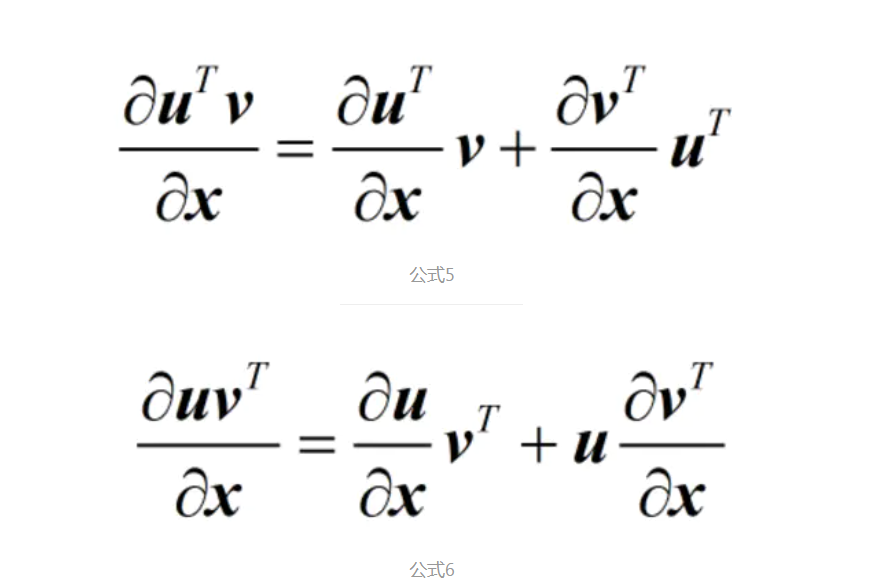 ∂u^T v / ∂x = ∂u^T / ∂x v + ∂v^T / ∂x u^T
公式5
∂uv^T / ∂x = ∂u / ∂x v^T + u ∂v^T / ∂x
公式6